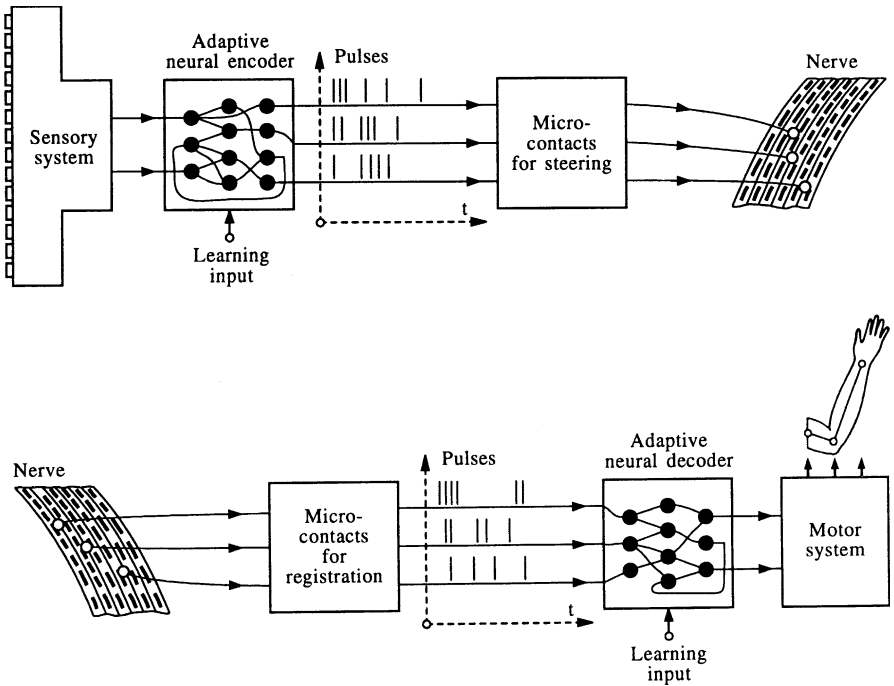 Adaptive
neural encoder
Pulses
Nerve
Sensory
system
Micro-
contacts
for steering
t
Learning
input
Nerve
Pulses
Adaptive
neural decoder
Micro-
contacts
for
registration
Motor
system
t
Learning
input